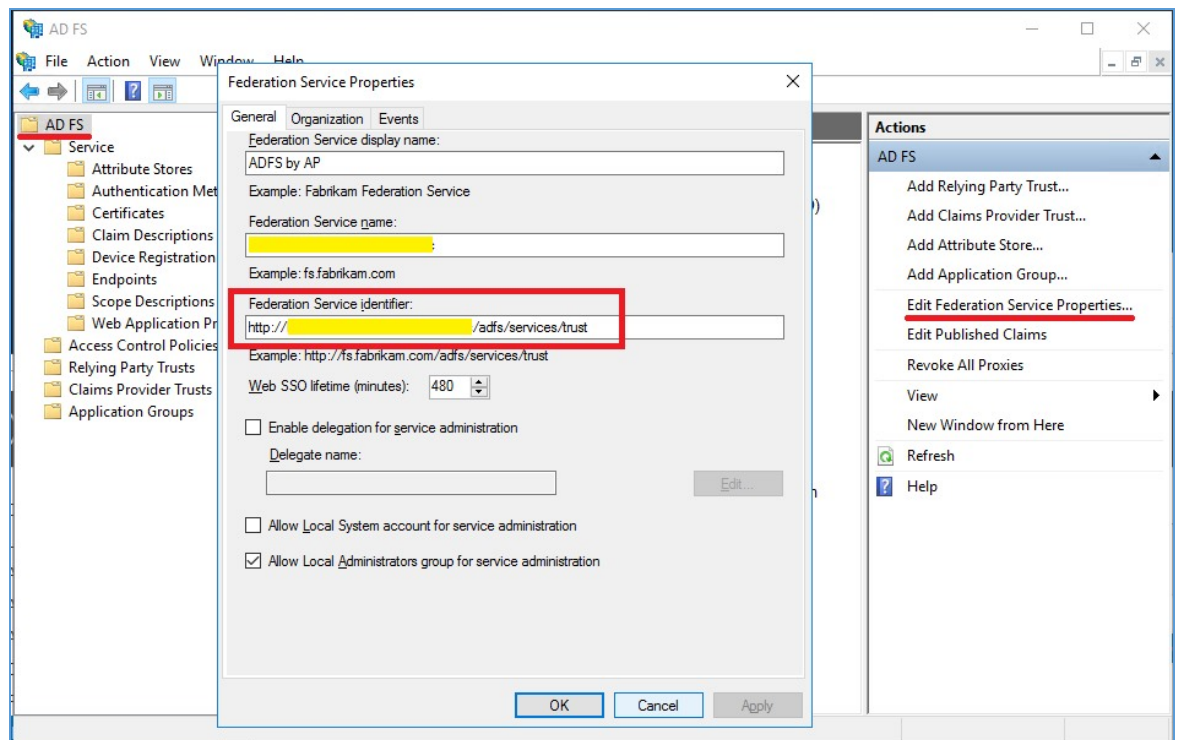 AD FS
File Action View Window Help
AD FS
Service
Attribute Stores
Authentication Met
Certificates
Claim Descriptions
Device Registration
Endpoints
Scope Descriptions
Web Application Pr
Access Control Policies
Relying Party Trusts
Claims Provider Trusts
Application Groups
Federation Service Properties
General Organization Events
Federation Service display name:
ADFS by AP
Example: Fabrikam Federation Service
Federation Service name:
Example: fs.fabrikam.com
Federation Service identifier:
http:// /adfs/services/trust
Example: http://fs.fabrikam.com/adfs/services/trust
Web SSO lifetime (minutes): 480
Enable delegation for service administration
Delegate name:
Edit...
Allow Local System account for service administration
Allow Local Administrators group for service administration
OK Cancel Apply
Actions
AD FS
Add Relying Party Trust...
Add Claims Provider Trust...
Add Attribute Store...
Add Application Group...
Edit Federation Service Properties...
Edit Published Claims
Revoke All Proxies
View
New Window from Here
Refresh
Help